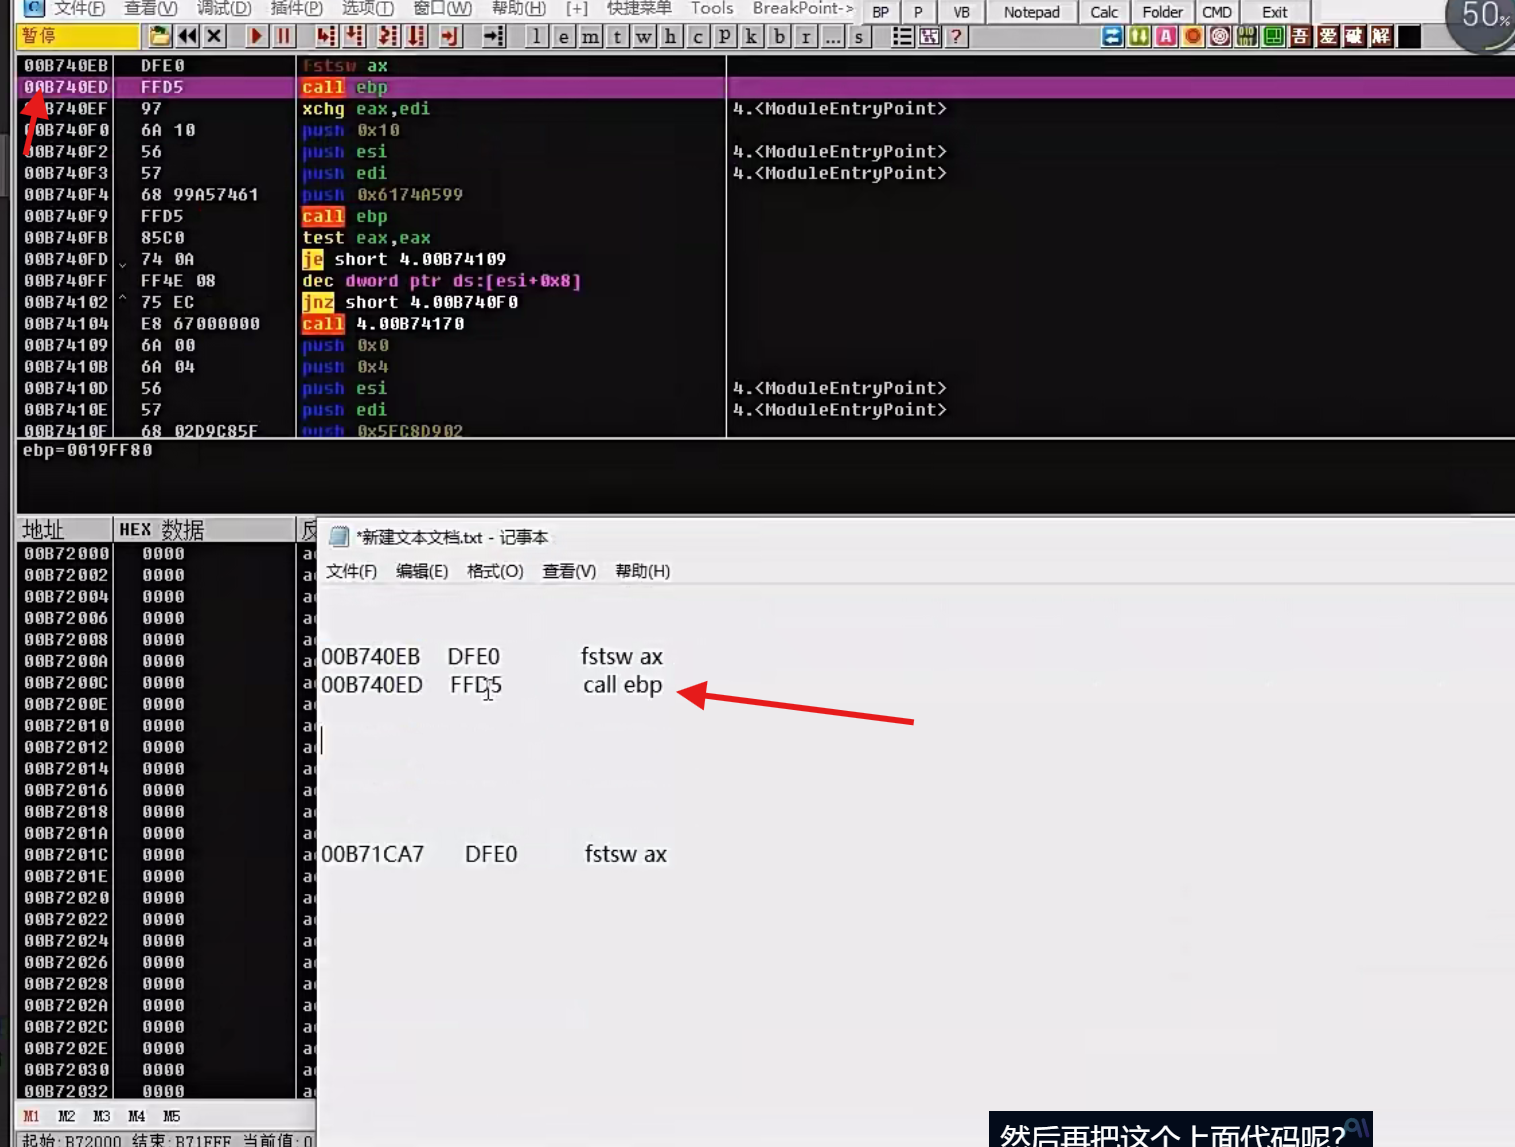 文件(F) 查看(V) 调试(D) 插件(P) 选项(T) 窗口(W) 帮助(H) [+] 快捷菜单 Tools BreakPoint-> BP P VB Notepad Calc Folder CMD Exit 50%
暂停 l e m t w h c P k b r ... s ? 吾 爱 破 解
00B740EB DFE0 fstsw ax
00B740ED FFD5 call ebp
00B740EF 97 xchg eax,edi 4.<ModuleEntryPoint>
00B740F0 6A 10 push 0x10
00B740F2 56 push esi 4.<ModuleEntryPoint>
00B740F3 57 push edi 4.<ModuleEntryPoint>
00B740F4 68 99A57461 push 0x6174A599
00B740F9 FFD5 call ebp
00B740FB 85C0 test eax,eax
00B740FD 74 0A je short 4.00B74109
00B740FF FF4E 08 dec dword ptr ds:[esi+0x8]
00B74102 75 EC jnz short 4.00B740F0
00B74104 E8 67000000 call 4.00B74170
00B74109 6A 00 push 0x0
00B7410B 6A 04 push 0x4
00B7410D 56 push esi 4.<ModuleEntryPoint>
00B7410E 57 push edi 4.<ModuleEntryPoint>
00B7410F 68 02D9C85F push 0x5FC8D902
ebp=0019FF80
地址 HEX 数据 反
00B72000 0000 a
00B72002 0000 a
00B72004 0000 a
00B72006 0000 a
00B72008 0000 a
00B7200A 0000 a
00B7200C 0000 a
00B7200E 0000 a
00B72010 0000 a
00B72012 0000 a
00B72014 0000 a
00B72016 0000 a
00B72018 0000 a
00B7201A 0000 a
00B7201C 0000 a
00B7201E 0000 a
00B72020 0000 a
00B72022 0000 a
00B72024 0000 a
00B72026 0000 a
00B72028 0000 a
00B7202A 0000 a
00B7202C 0000 a
00B7202E 0000 a
00B72030 0000 a
00B72032 0000 a
M1 M2 M3 M4 M5
起始:B72000 结束:B71FFF 当前值:0
*新建文本文档.txt - 记事本
文件(F) 编辑(E) 格式(O) 查看(V) 帮助(H)
00B740EB DFE0 fstsw ax
00B740ED FFD5 call ebp
00B71CA7 DFE0 fstsw ax
然后再把这个上面代码呢?